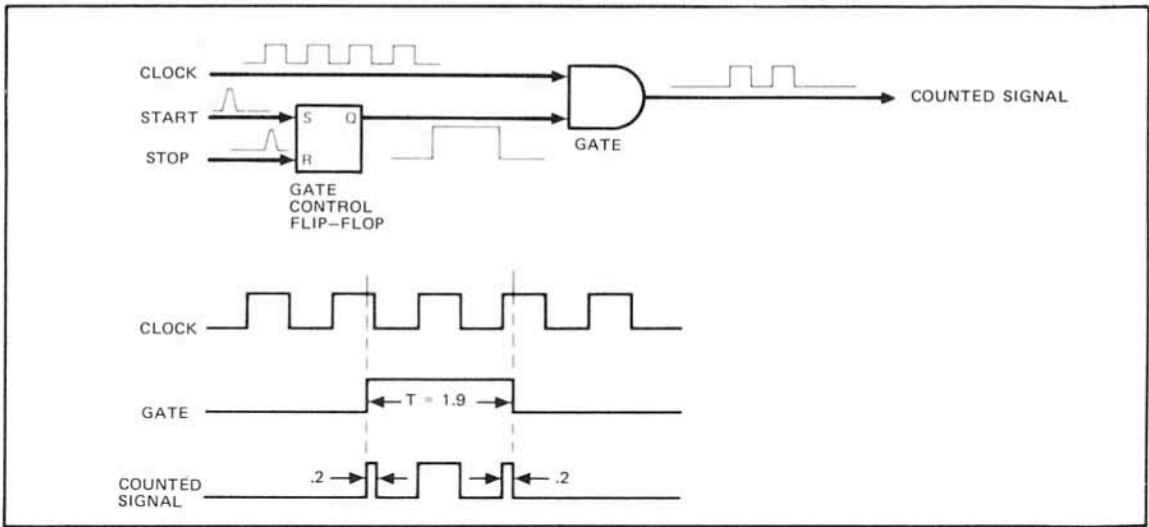 CLOCK
START
STOP
S Q
R
GATE
CONTROL
FLIP–FLOP
GATE
COUNTED SIGNAL
CLOCK
GATE
T = 1.9
COUNTED
SIGNAL
.2
.2